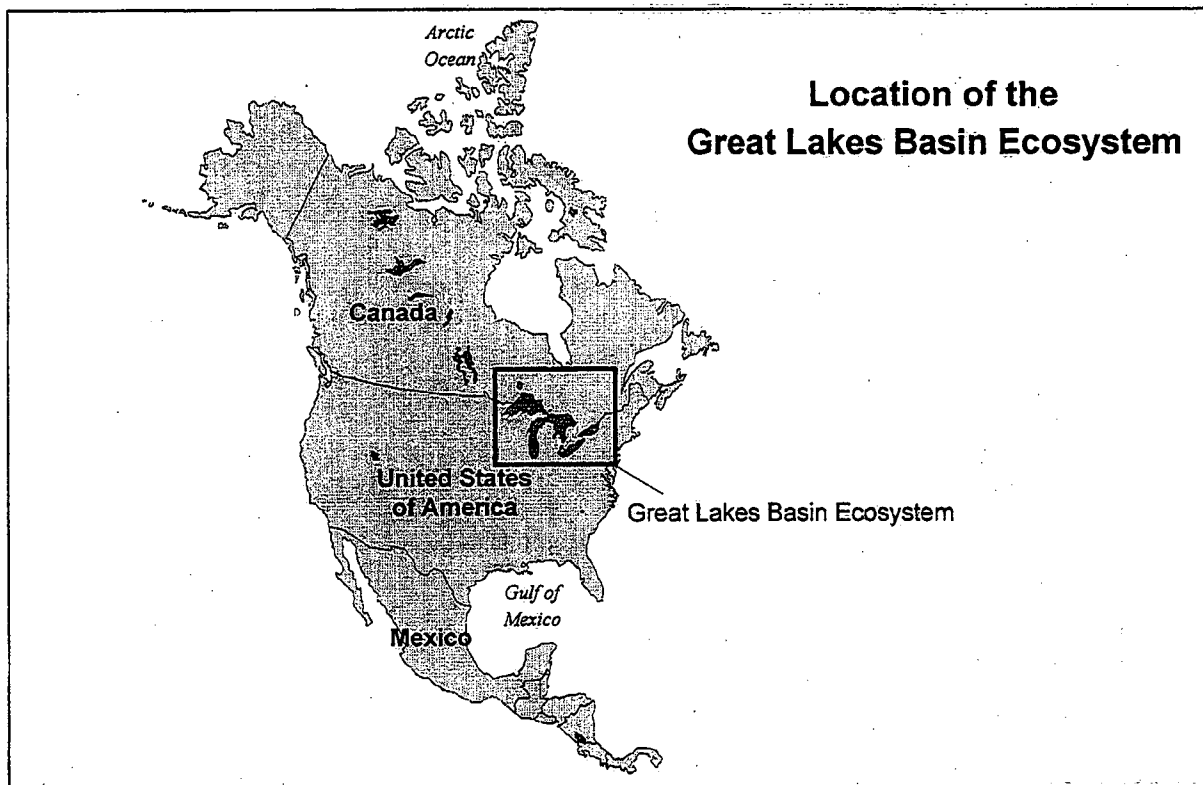 Arctic
Ocean
Location of the
Great Lakes Basin Ecosystem
Canada
United States
of America
Great Lakes Basin Ecosystem
Gulf of
Mexico
Mexico